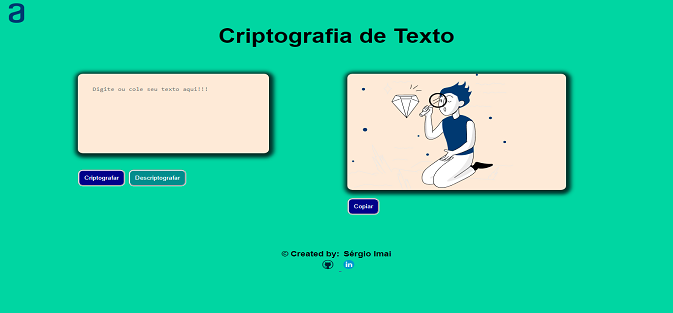 a
Criptografia de Texto
Digite ou cole seu texto aqui!!!
Criptografar
Descriptografar
Copiar
© Created by: Sérgio Imai
in